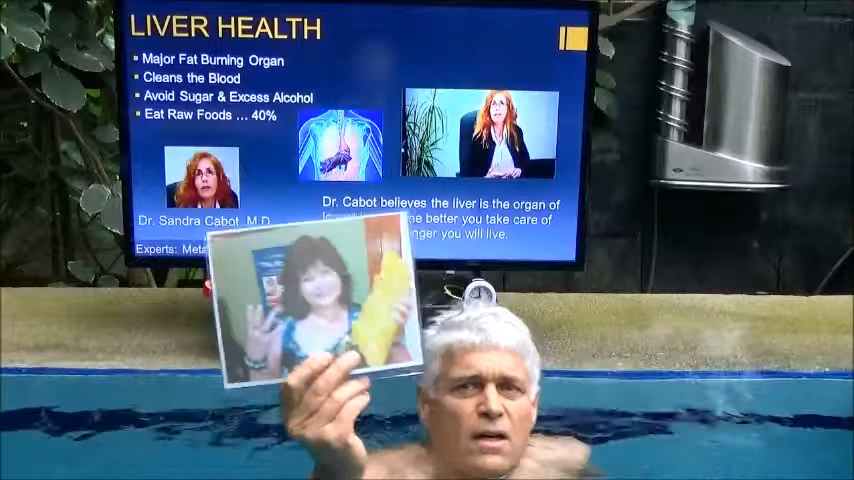 LIVER HEALTH
Major Fat Burning Organ
Cleans the Blood
Avoid Sugar & Excess Alcohol
Eat Raw Foods ... 40%
Dr. Sandra Cabot, M.D.
Dr. Cabot believes the liver is the organ of
better you take care of
you will live.
Experts: